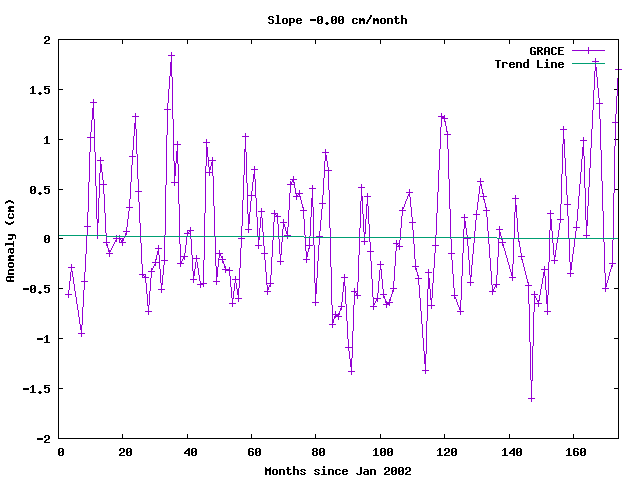 Slope -0.00 cm/month
GRACE
Trend Line
2
1.5
1
0.5
0
-0.5
-1
-1.5
-2
Anomaly (cm)
0 20 40 60 80 100 120 140 160
Months since Jan 2002